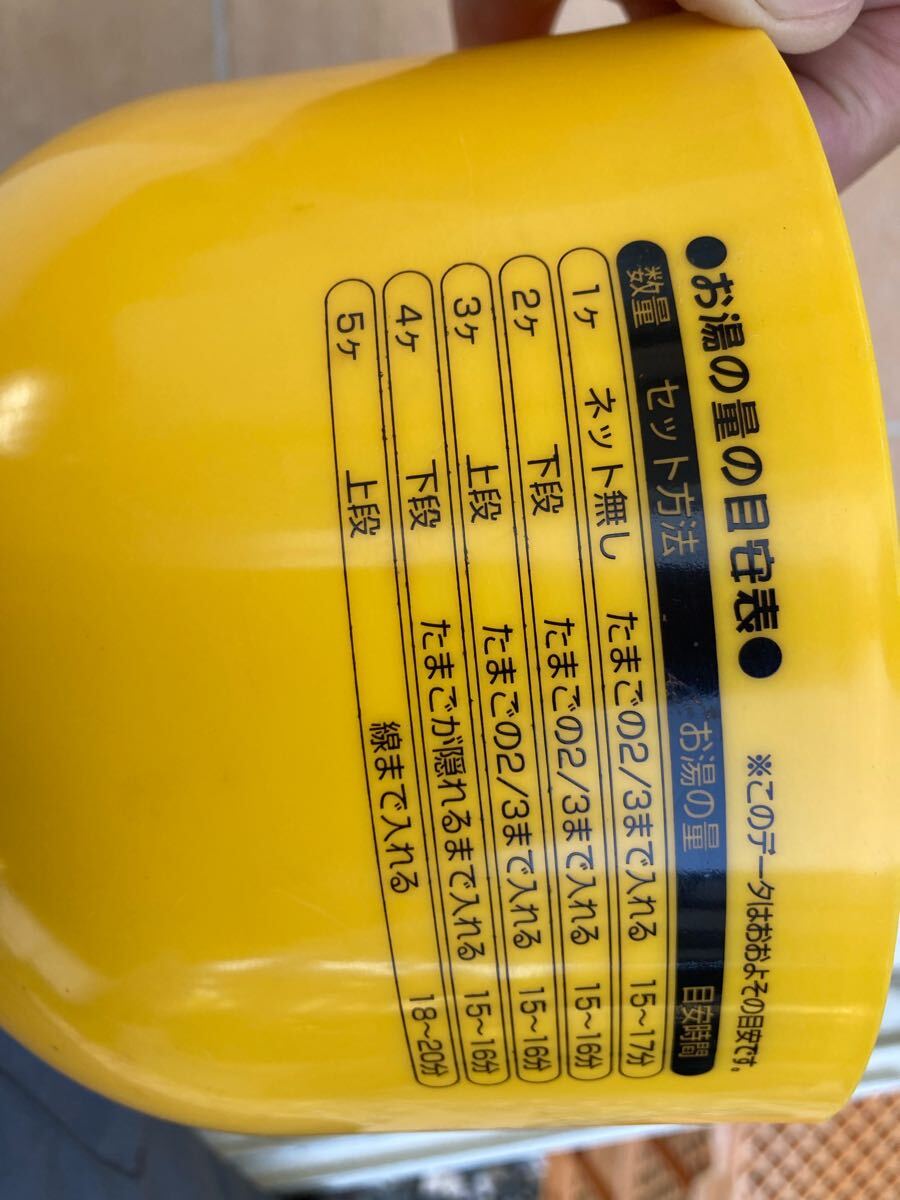 ●お湯の量の目安表● ※このデータはおおよその目安です。
数量 セット方法 お湯の量 目安時間
1ヶ ネット無し たまごの2/3まで入れる 15~17分
2ヶ 下段 たまごの2/3まで入れる 15~16分
3ヶ 上段 たまごの2/3まで入れる 15~16分
4ヶ 下段 たまごが隠れるまで入れる 15~16分
5ヶ 上段 線まで入れる 18~20分